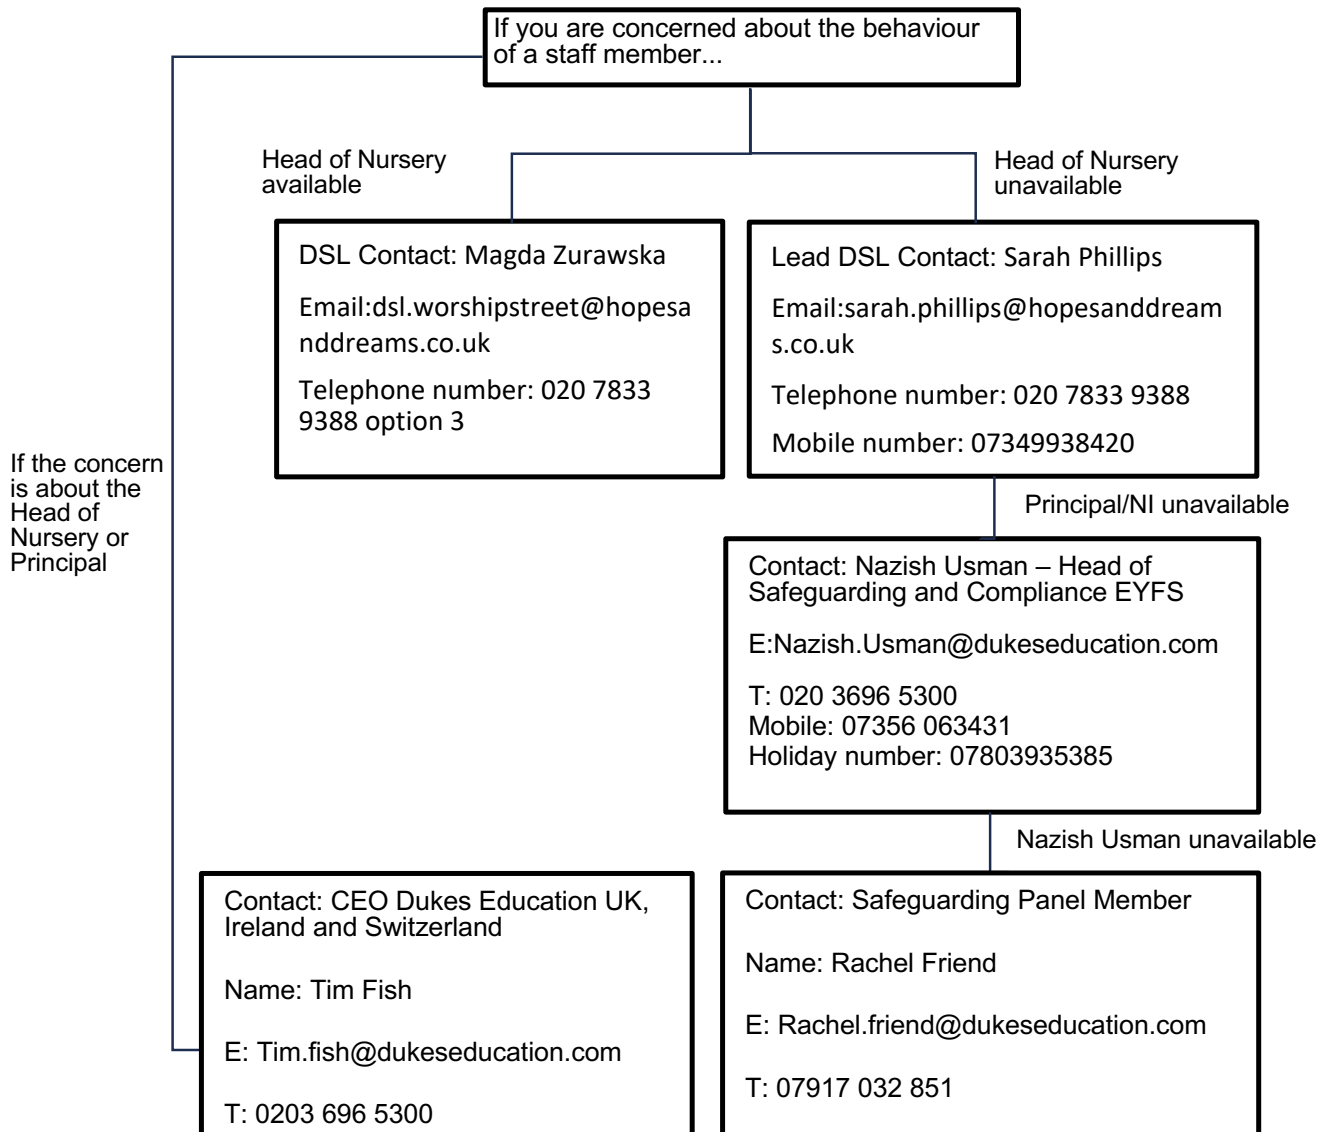 If you are concerned about the behaviour
of a staff member...
Head of Nursery
available
Head of Nursery
unavailable
DSL Contact: Magda Zurawska
Email:dsl.worshipstreet@hopesa
nddreams.co.uk
Telephone number: 020 7833
9388 option 3
Lead DSL Contact: Sarah Phillips
Email:sarah.phillips@hopesanddream
s.co.uk
Telephone number: 020 7833 9388
Mobile number: 07349938420
If the concern
is about the
Head of
Nursery or
Principal
Principal/NI unavailable
Contact: Nazish Usman – Head of
Safeguarding and Compliance EYFS
E:Nazish.Usman@dukeseducation.com
T: 020 3696 5300
Mobile: 07356 063431
Holiday number: 07803935385
Nazish Usman unavailable
Contact: CEO Dukes Education UK,
Ireland and Switzerland
Name: Tim Fish
E: Tim.fish@dukeseducation.com
T: 0203 696 5300
Contact: Safeguarding Panel Member
Name: Rachel Friend
E: Rachel.friend@dukeseducation.com
T: 07917 032 851